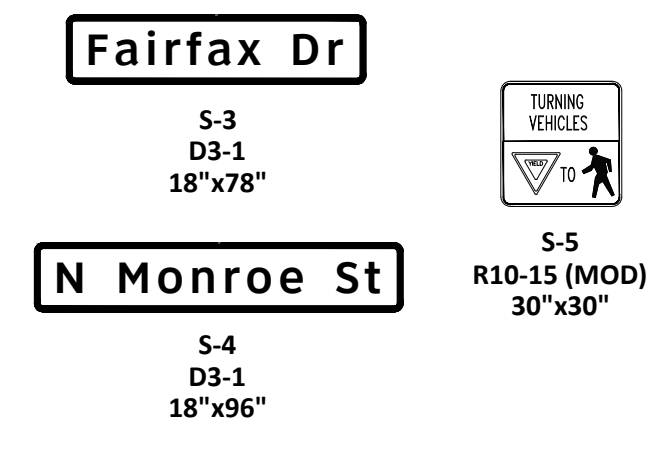 Fairfax Dr
S-3
D3-1
18"x78"
N Monroe St
S-4
D3-1
18"x96"
TURNING
VEHICLES
YIELD TO
S-5
R10-15 (MOD)
30"x30"